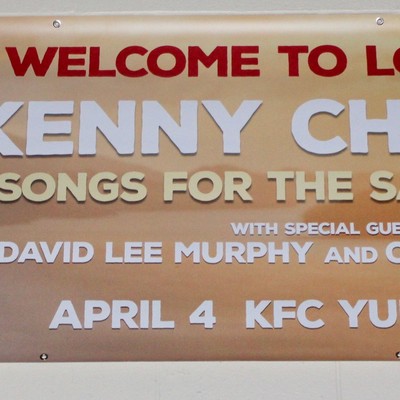 WELCOME TO LO
KENNY CH
SONGS FOR THE SA
WITH SPECIAL GUE
DAVID LEE MURPHY AND C
APRIL 4 KFC YU